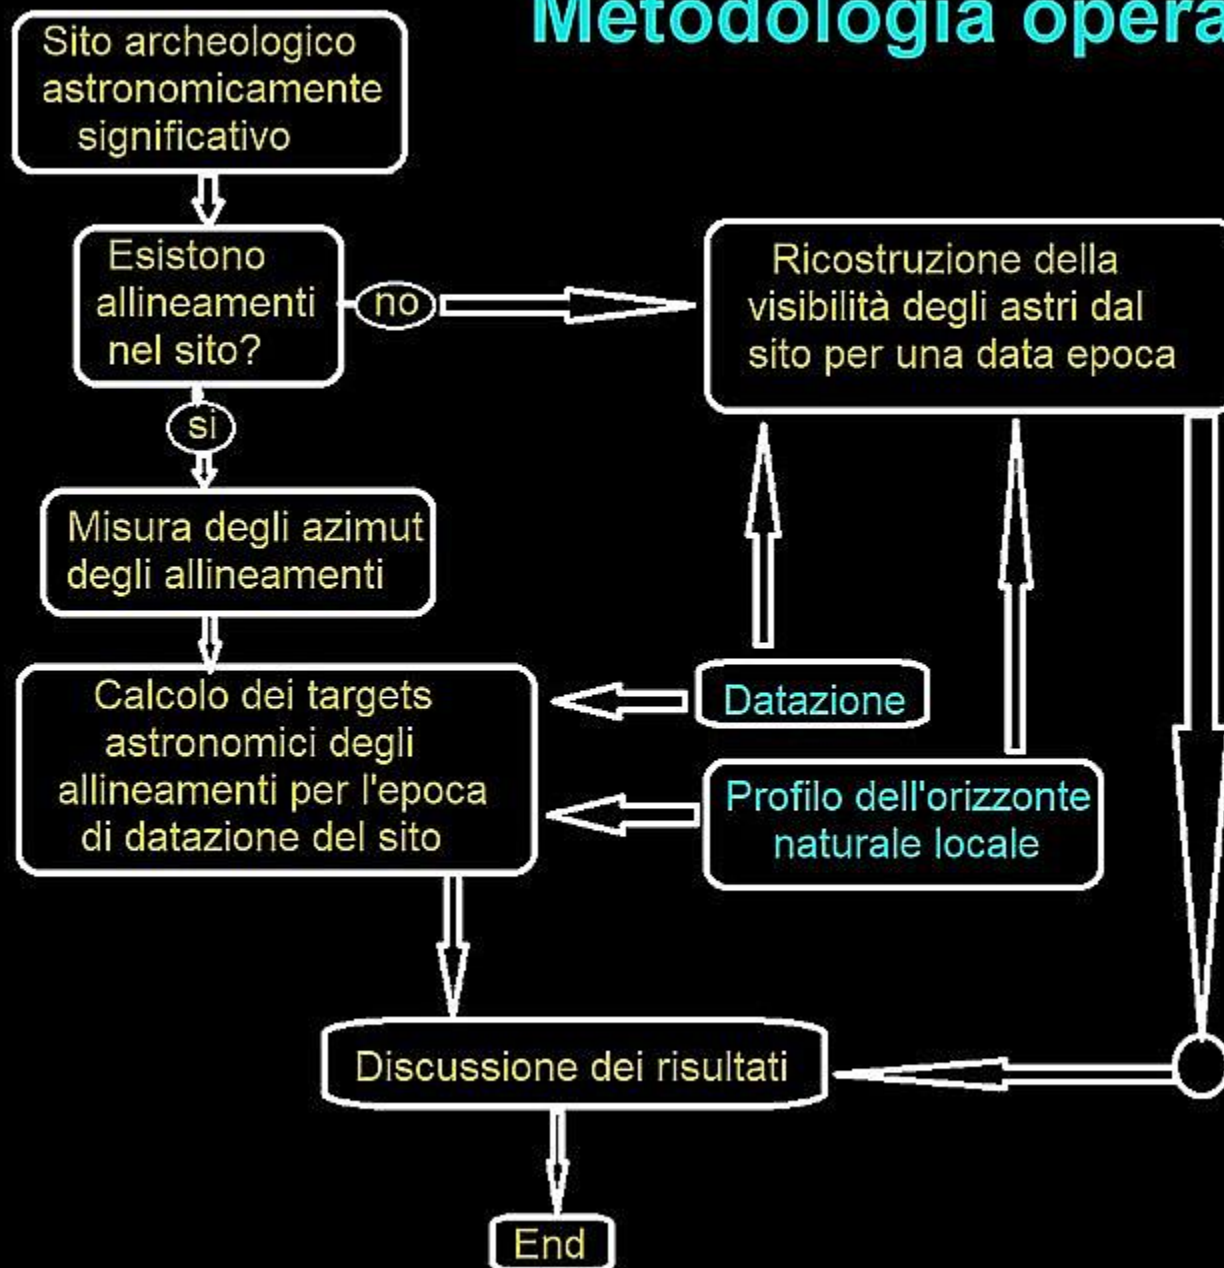 Metodologia opera
Sito archeologico
astronomicamente
significativo
Esistono
allineamenti
nel sito?
no
Ricostruzione della
visibilità degli astri dal
sito per una data epoca
si
Misura degli azimut
degli allineamenti
Calcolo dei targets
astronomici degli
allineamenti per l'epoca
di datazione del sito
Datazione
Profilo dell'orizzonte
naturale locale
Discussione dei risultati
End